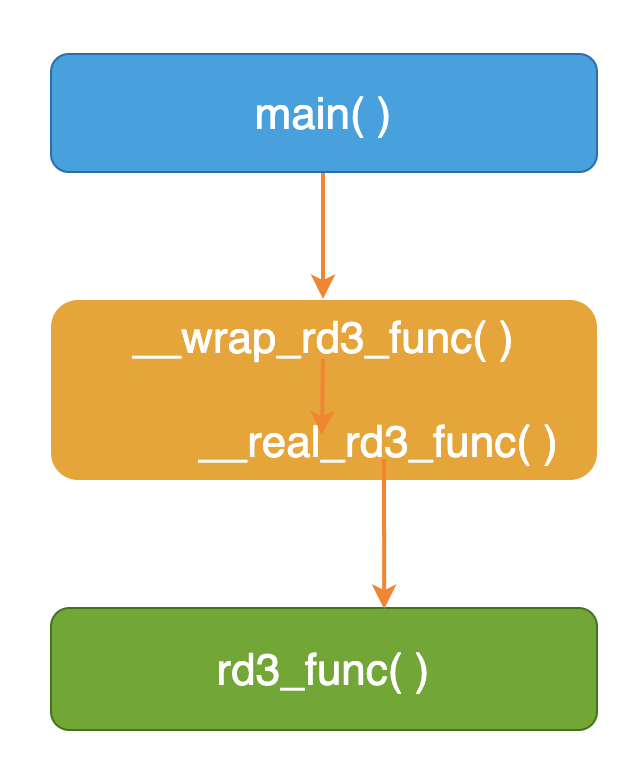 main( )
__wrap_rd3_func( )
__real_rd3_func( )
rd3_func( )